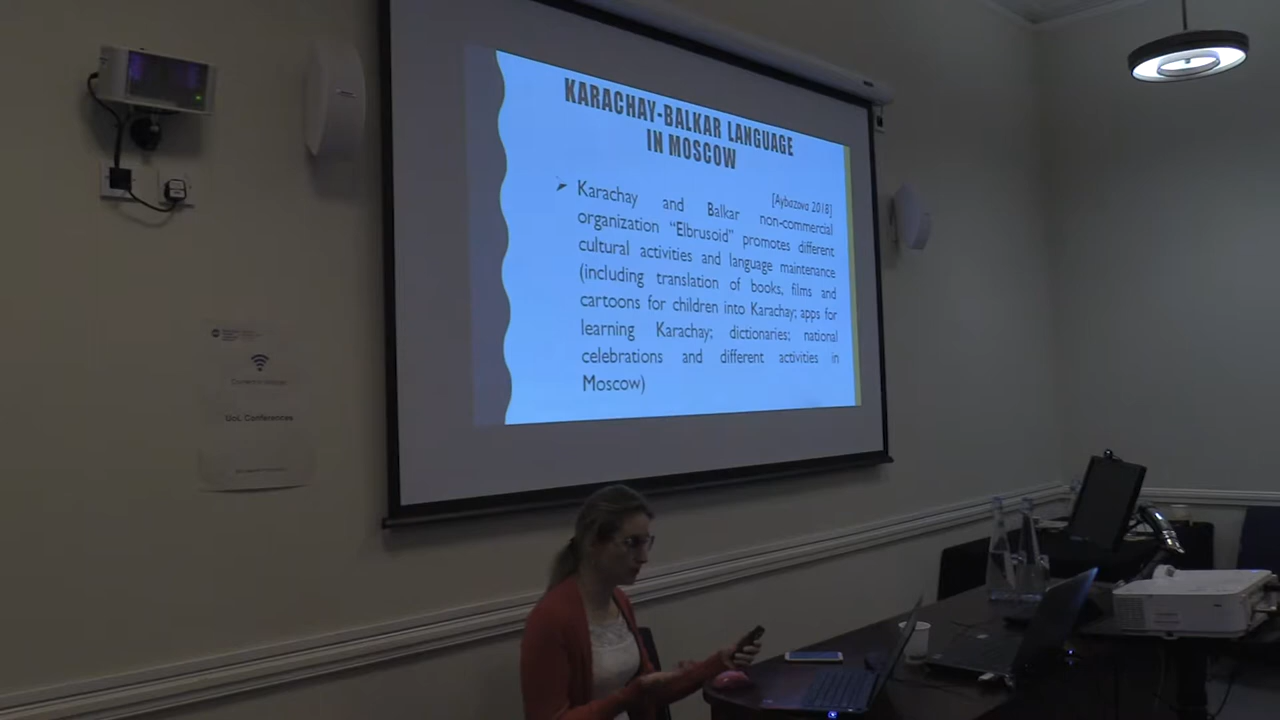 KARACHAY-BALKAR LANGUAGE
IN MOSCOW
[Aybazova 2018]
Karachay and Balkar non-commercial
organization “Elbrusoid” promotes different
cultural activities and language maintenance
(including translation of books, films and
cartoons for children into Karachay; apps for
learning Karachay; dictionaries; national
celebrations and different activities in
Moscow)
UoL Conferences